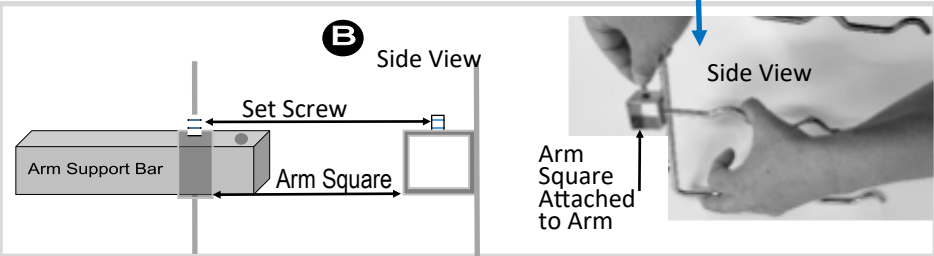 B
Side View
Set Screw
Arm Support Bar
Arm Square
Side View
Arm
Square
Attached
to Arm